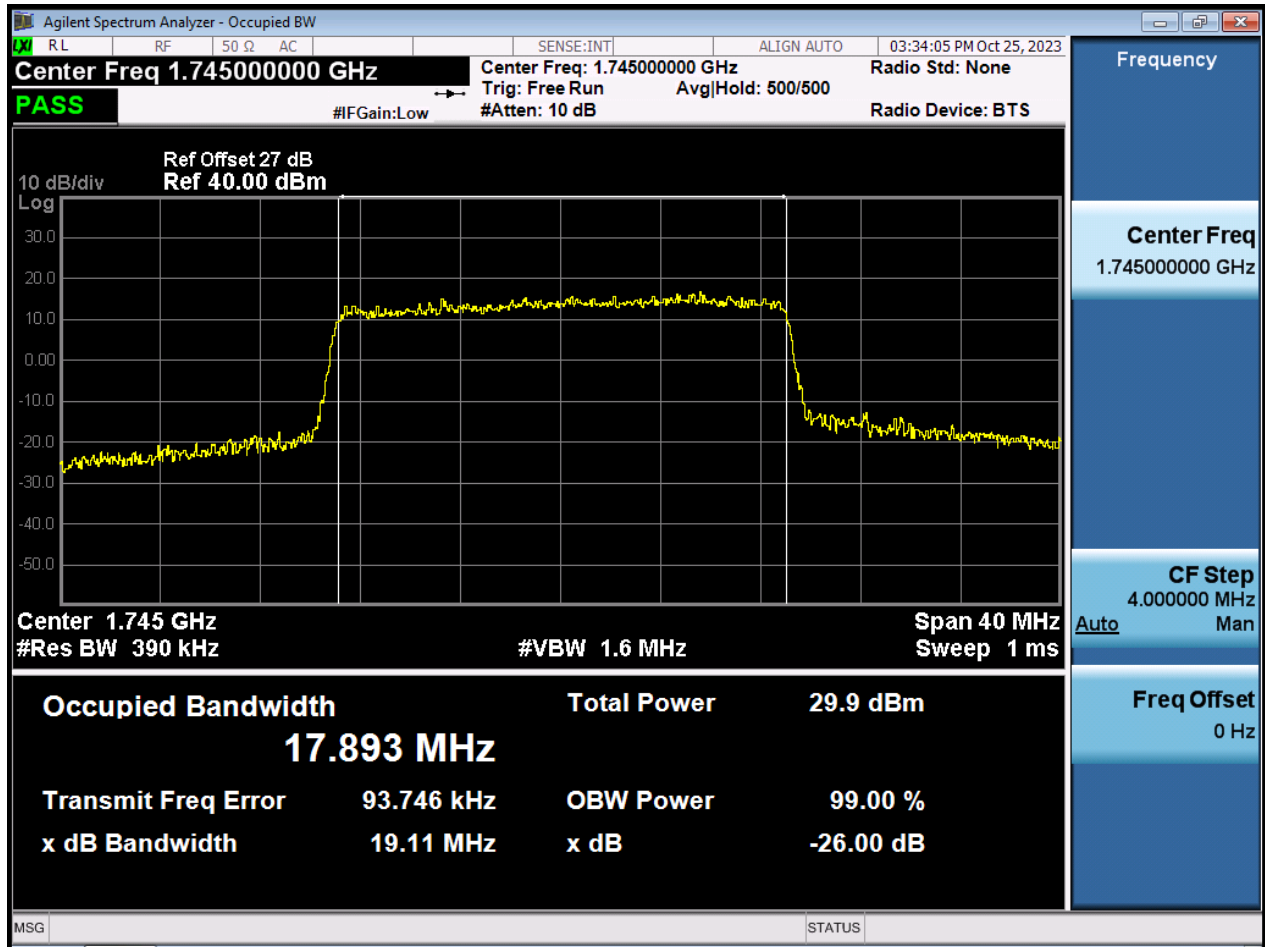 Agilent Spectrum Analyzer - Occupied BW
LXI RL RF 50 Ω AC SENSE:INT ALIGN AUTO 03:34:05 PM Oct 25, 2023
Center Freq 1.745000000 GHz
Center Freq: 1.745000000 GHz Radio Std: None
Trig: Free Run Avg|Hold: 500/500
PASS #IFGain:Low #Atten: 10 dB Radio Device: BTS
Ref Offset 27 dB
10 dB/div Ref 40.00 dBm
Log
30.0
20.0
10.0
0.00
-10.0
-20.0
-30.0
-40.0
-50.0
Center 1.745 GHz Span 40 MHz
#Res BW 390 kHz #VBW 1.6 MHz Sweep 1 ms
Occupied Bandwidth Total Power 29.9 dBm
17.893 MHz
Transmit Freq Error 93.746 kHz OBW Power 99.00 %
x dB Bandwidth 19.11 MHz x dB -26.00 dB
MSG STATUS
Frequency
Center Freq
1.745000000 GHz
CF Step
4.000000 MHz
Auto Man
Freq Offset
0 Hz